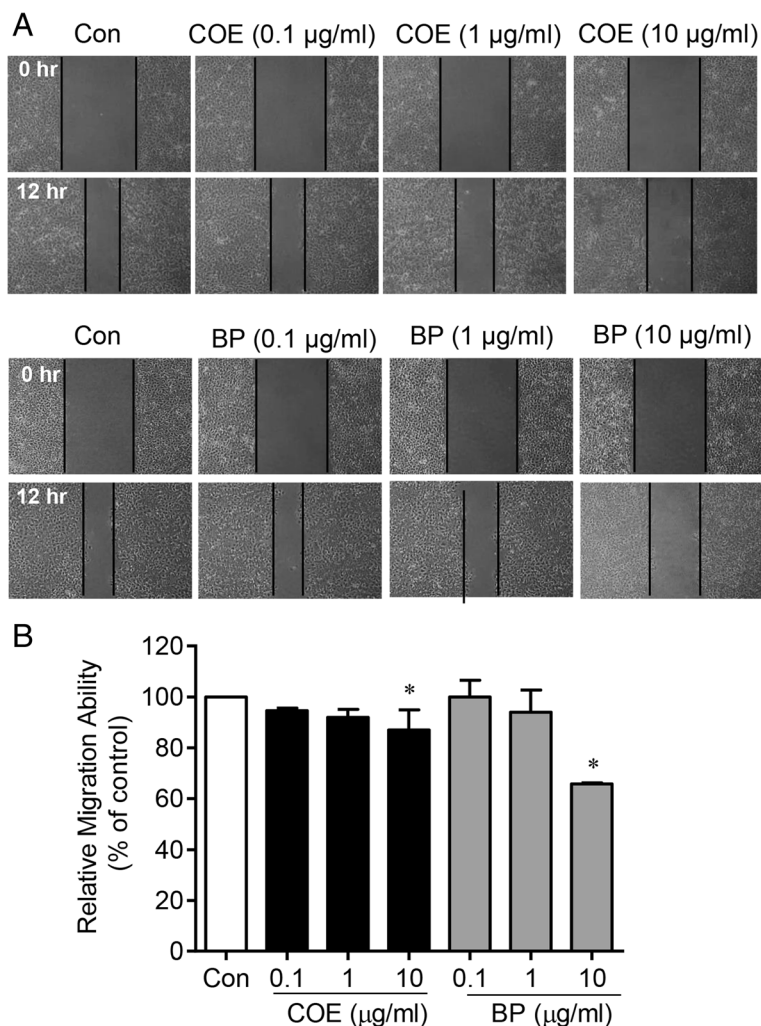 A
Con COE (0.1 µg/ml) COE (1 µg/ml) COE (10 µg/ml)
0 hr
12 hr
Con BP (0.1 µg/ml) BP (1 µg/ml) BP (10 µg/ml)
0 hr
12 hr
B
Relative Migration Ability
(% of control)
120
100
80
60
40
20
0
* *
Con 0.1 1 10 0.1 1 10
COE (µg/ml) BP (µg/ml)